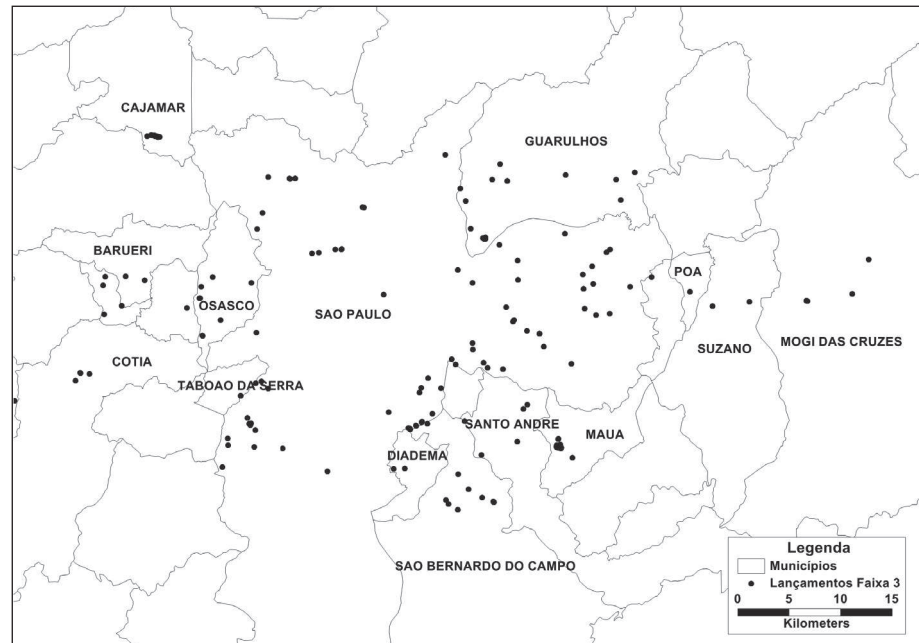 CAJAMAR
GUARULHOS
BARUERI
POA
OSASCO
SAO PAULO
MOGI DAS CRUZES
SUZANO
COTIA
TABOAO DA SERRA
SANTO ANDRE
MAUA
DIADEMA
SAO BERNARDO DO CAMPO
Legenda
Municípios
Lançamentos Faixa 3
0 5 10 15
Kilometers